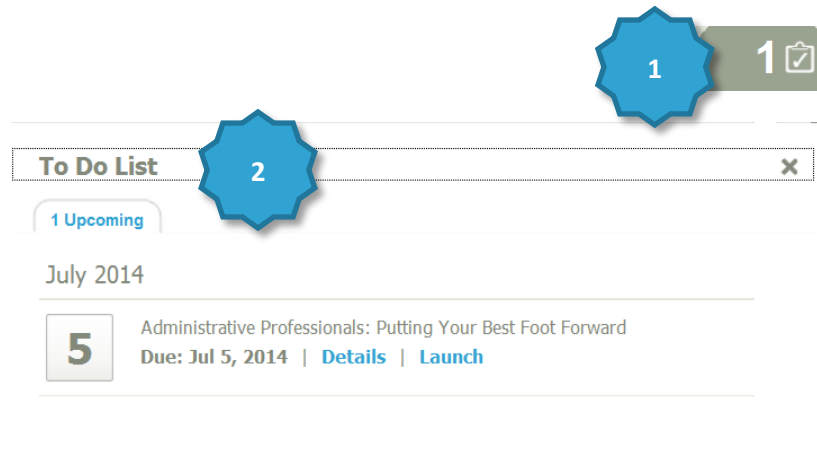 1
1
To Do List
2
1 Upcoming
July 2014
5
Administrative Professionals: Putting Your Best Foot Forward
Due: Jul 5, 2014 | Details | Launch